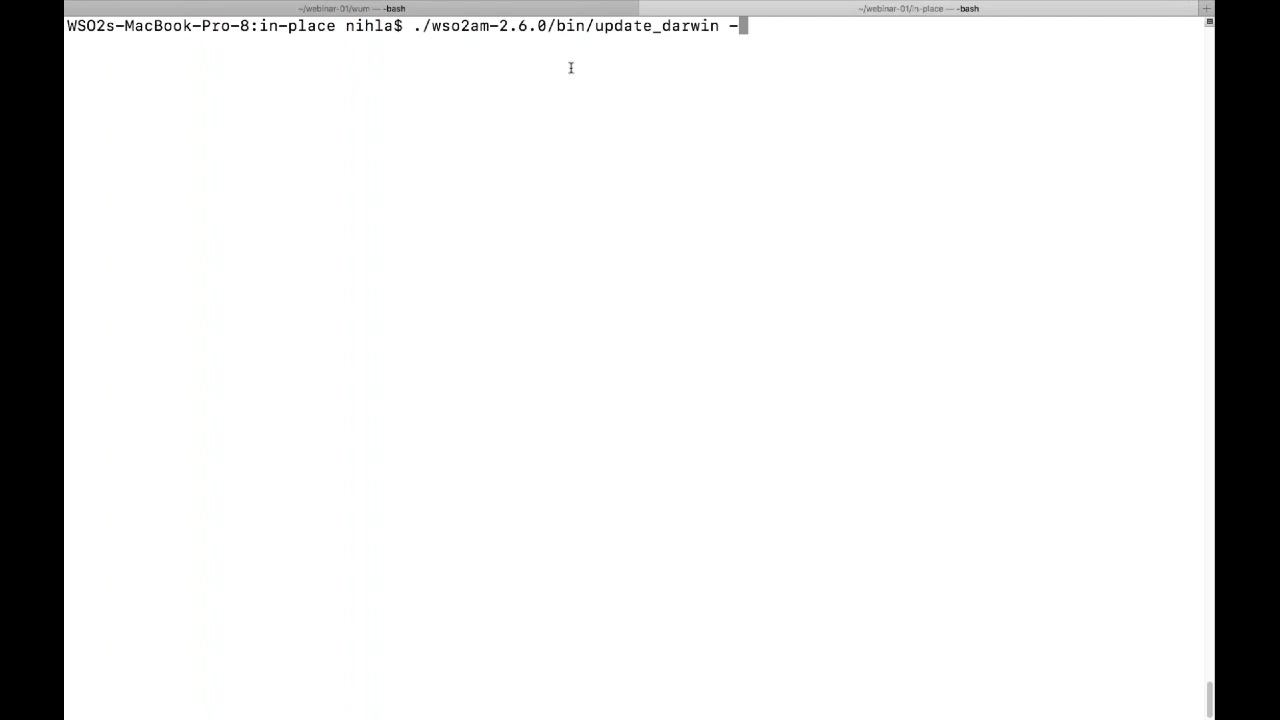 ~/webinar-01/wum — -bash
~/webinar-01/in-place — -bash
WSO2s-MacBook-Pro-8:in-place nihla$ ./wso2am-2.6.0/bin/update_darwin -